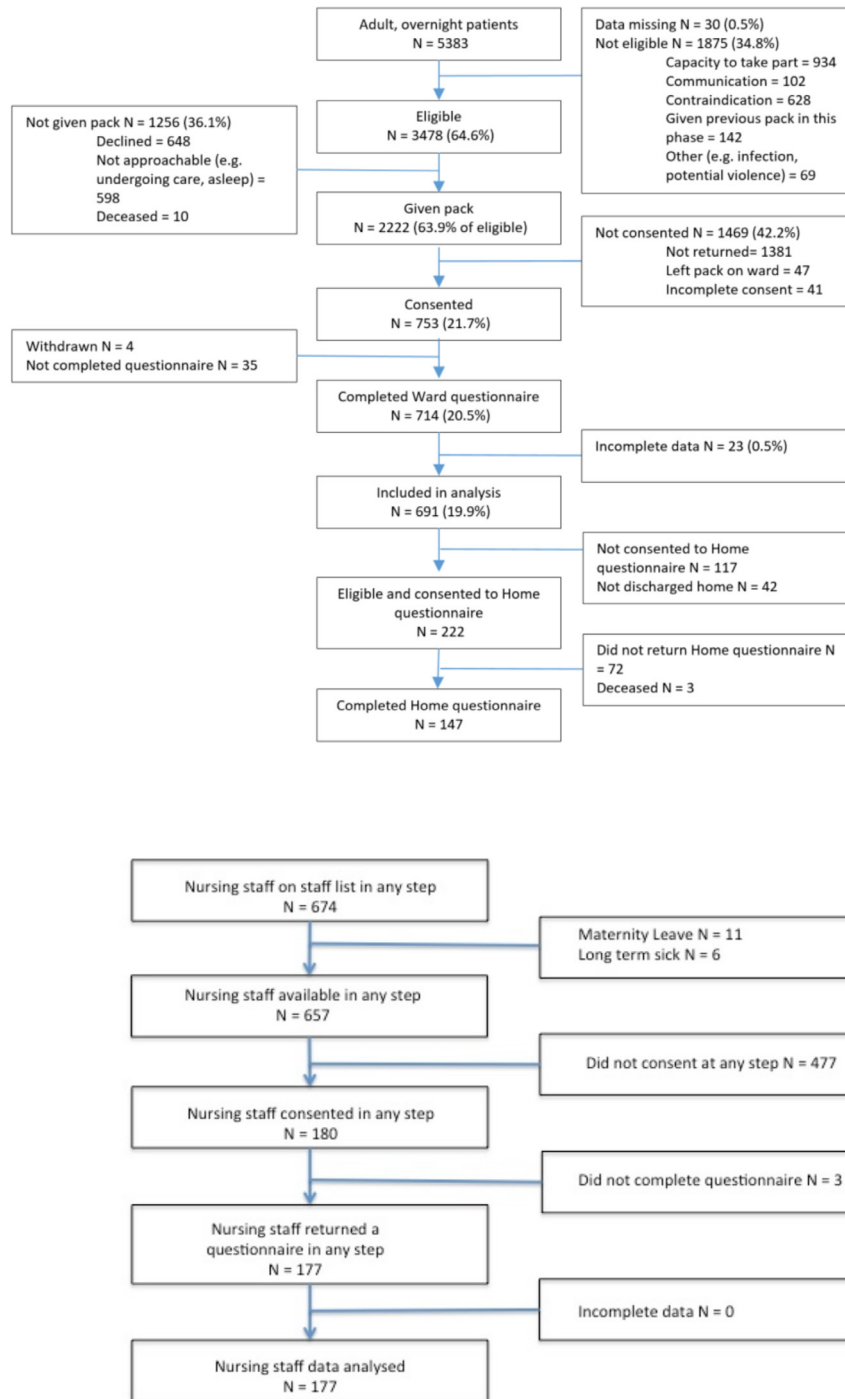 Adult, overnight patients
N = 5383
Data missing N = 30 (0.5%)
Not eligible N = 1875 (34.8%)
Capacity to take part = 934
Communication = 102
Contraindication = 628
Given previous pack in this
phase = 142
Other (e.g. infection,
potential violence) = 69
Eligible
N = 3478 (64.6%)
Not given pack N = 1256 (36.1%)
Declined = 648
Not approachable (e.g.
undergoing care, asleep) =
598
Deceased = 10
Given pack
N = 2222 (63.9% of eligible)
Not consented N = 1469 (42.2%)
Not returned= 1381
Left pack on ward = 47
Incomplete consent = 41
Consented
N = 753 (21.7%)
Withdrawn N = 4
Not completed questionnaire N = 35
Completed Ward questionnaire
N = 714 (20.5%)
Incomplete data N = 23 (0.5%)
Included in analysis
N = 691 (19.9%)
Not consented to Home
questionnaire N = 117
Not discharged home N = 42
Eligible and consented to Home
questionnaire
N = 222
Did not return Home questionnaire N
= 72
Deceased N = 3
Completed Home questionnaire
N = 147
Nursing staff on staff list in any step
N = 674
Maternity Leave N = 11
Long term sick N = 6
Nursing staff available in any step
N = 657
Did not consent at any step N = 477
Nursing staff consented in any step
N = 180
Did not complete questionnaire N = 3
Nursing staff returned a
questionnaire in any step
N = 177
Incomplete data N = 0
Nursing staff data analysed
N = 177